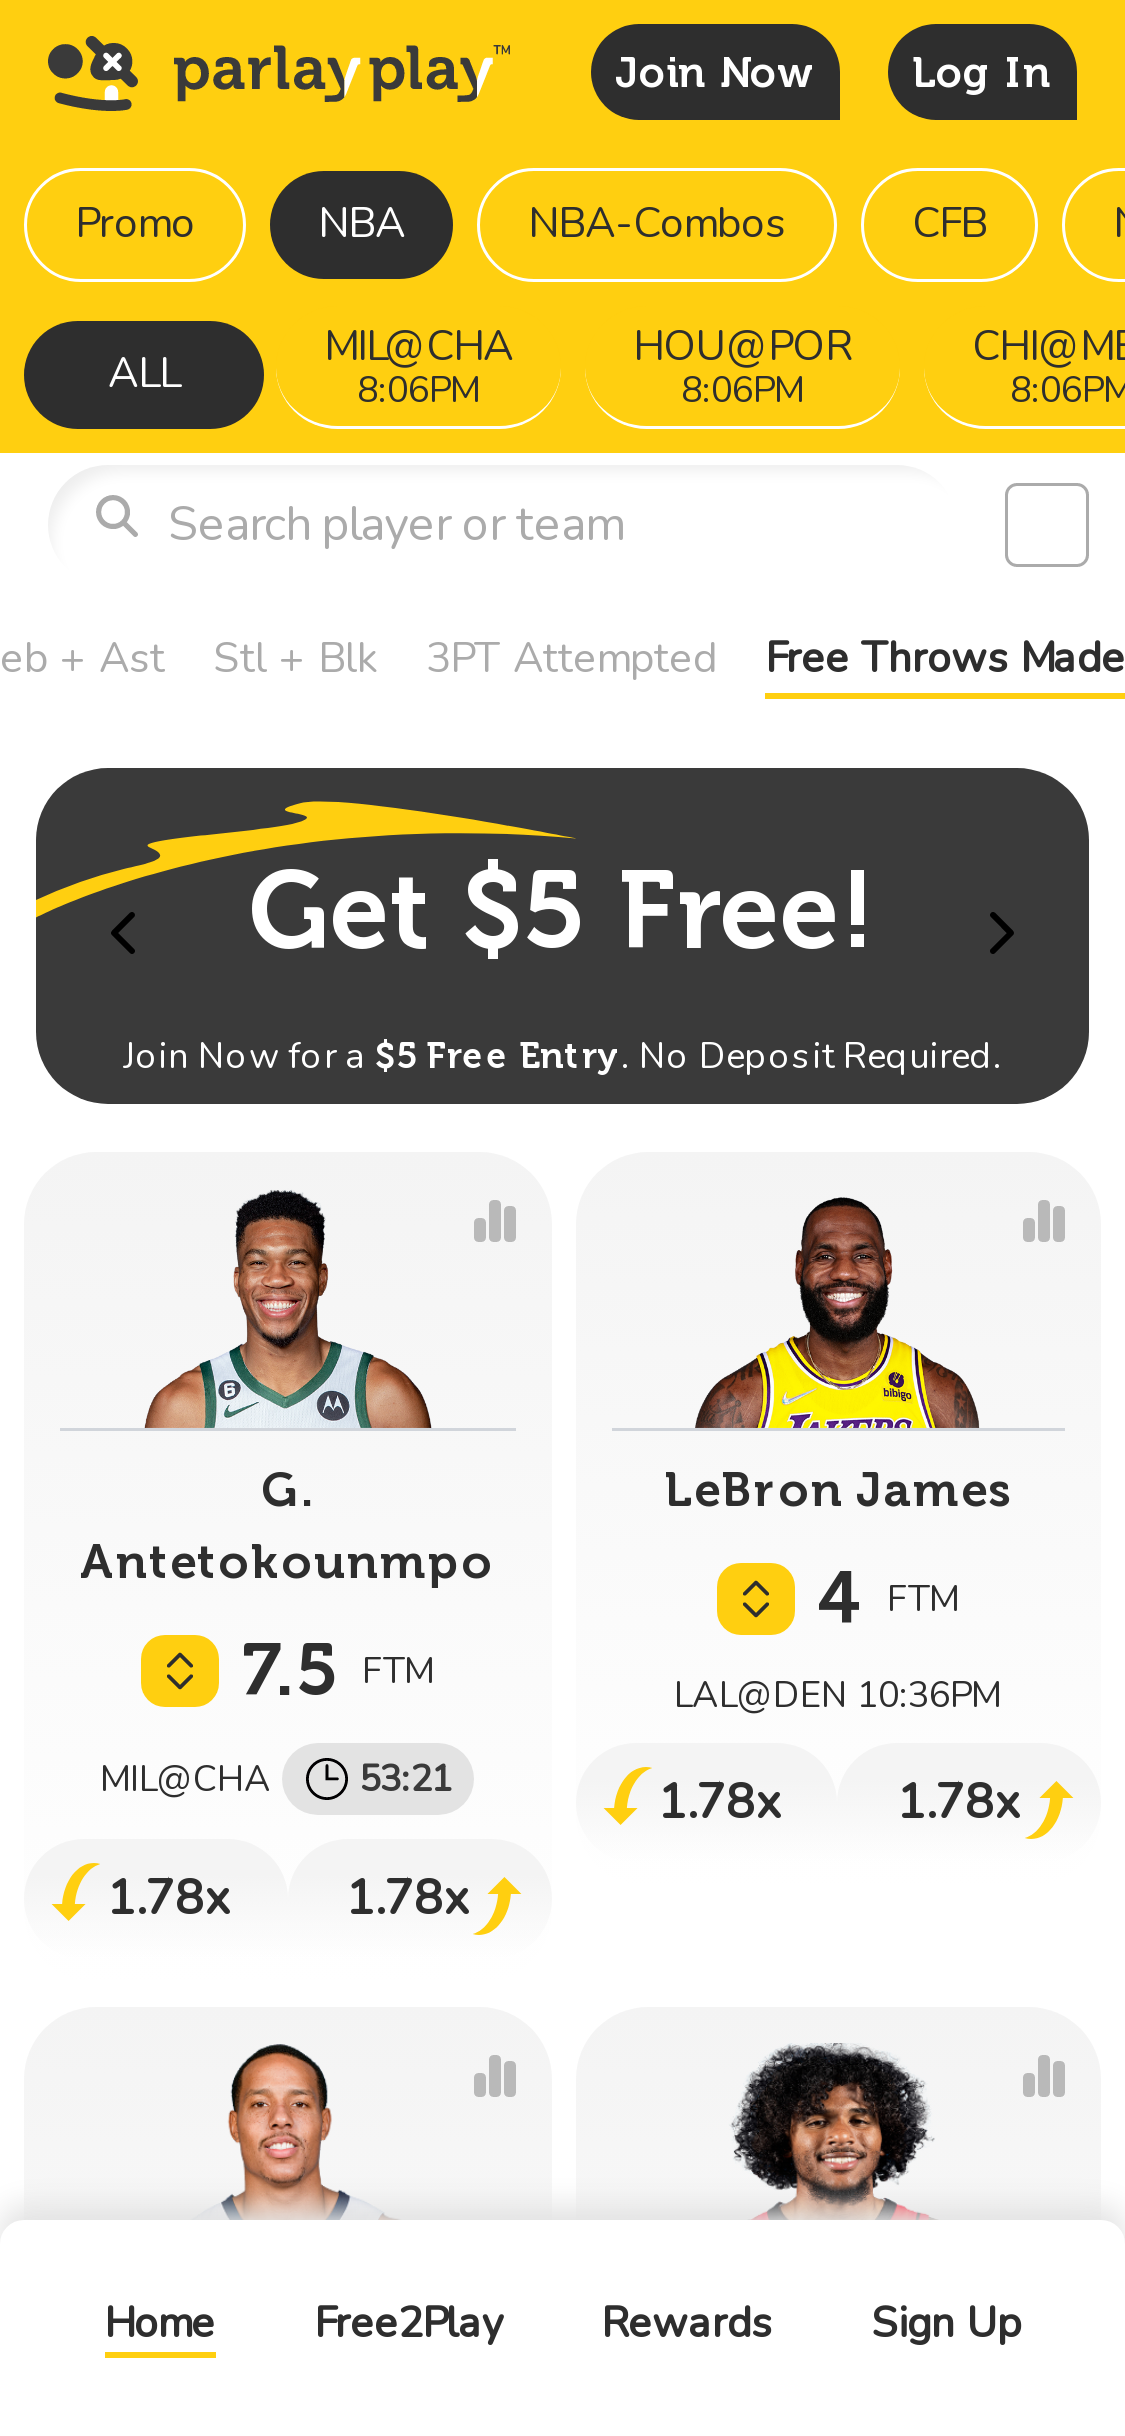 parlay play™
Join Now
Log In
Promo
NBA
NBA-Combos
CFB
ALL
MIL@CHA
8:06PM
HOU@POR
8:06PM
CHI@ME
8:06PM
Search player or team
eb + Ast
Stl + Blk
3PT Attempted
Free Throws Made
Get $5 Free!
Join Now for a $5 Free Entry. No Deposit Required.
6
bibigo
LAKERS
G.
Antetokounmpo
7.5 FTM
MIL@CHA 53:21
1.78x
1.78x
LeBron James
4 FTM
LAL@DEN 10:36PM
1.78x
1.78x
Home
Free2Play
Rewards
Sign Up